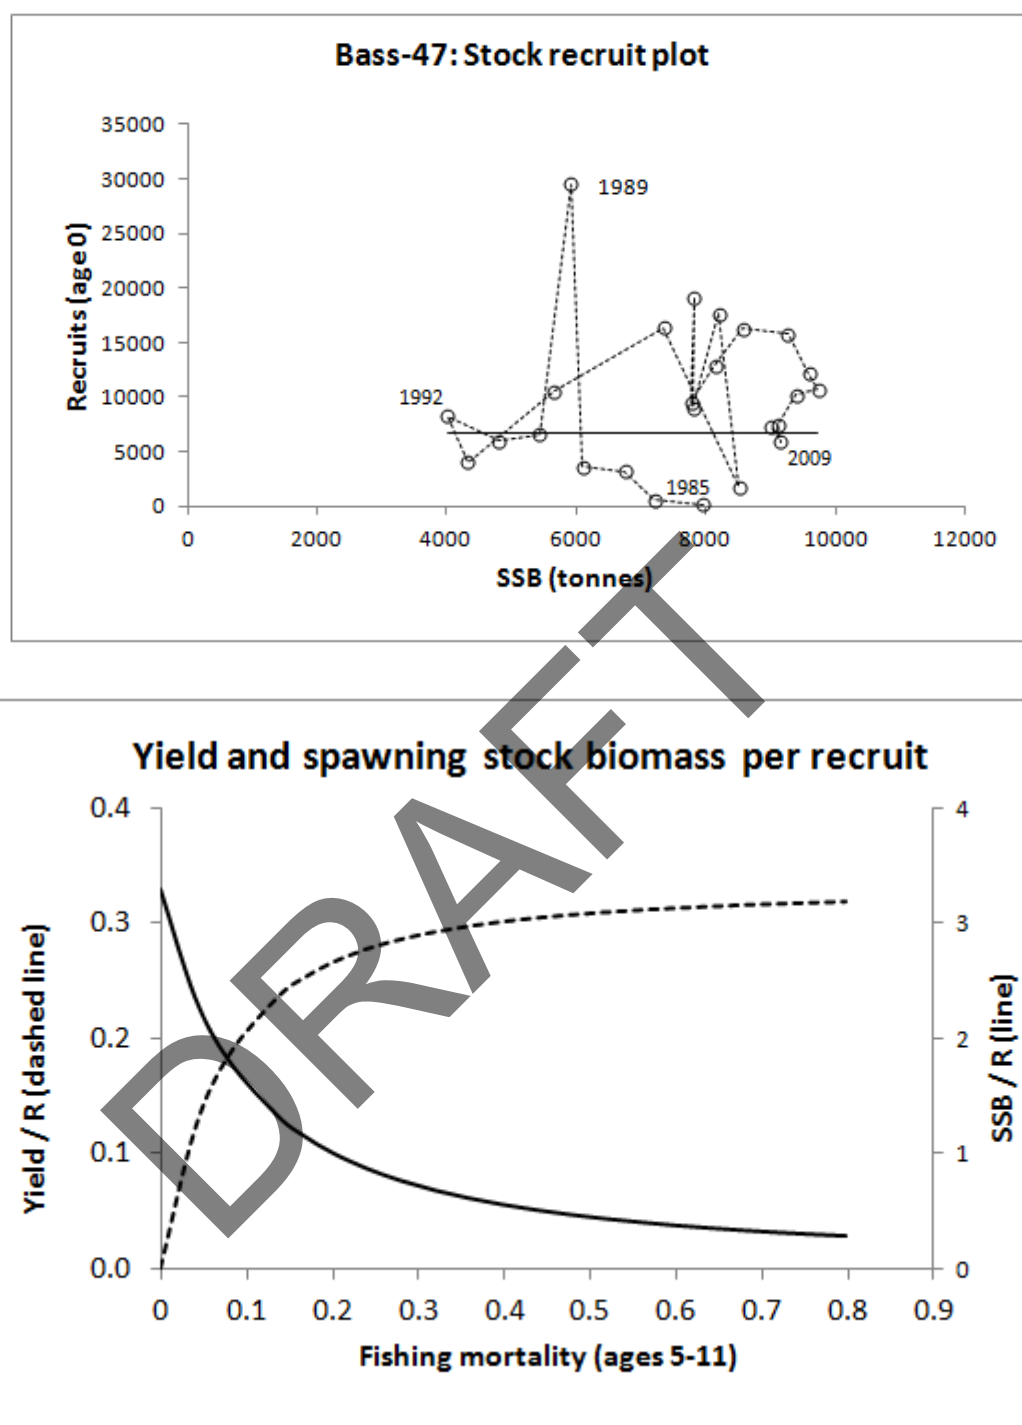 Bass-47: Stock recruit plot
Recruits (age 0)
35000
30000
25000
20000
15000
10000
5000
0
1989
1992
1985
2009
0 2000 4000 6000 8000 10000 12000
SSB (tonnes)
DRAFT
Yield and spawning stock biomass per recruit
Yield / R (dashed line)
0.4
0.3
0.2
0.1
0.0
4
3
2
1
0
SSB / R (line)
0 0.1 0.2 0.3 0.4 0.5 0.6 0.7 0.8 0.9
Fishing mortality (ages 5-11)